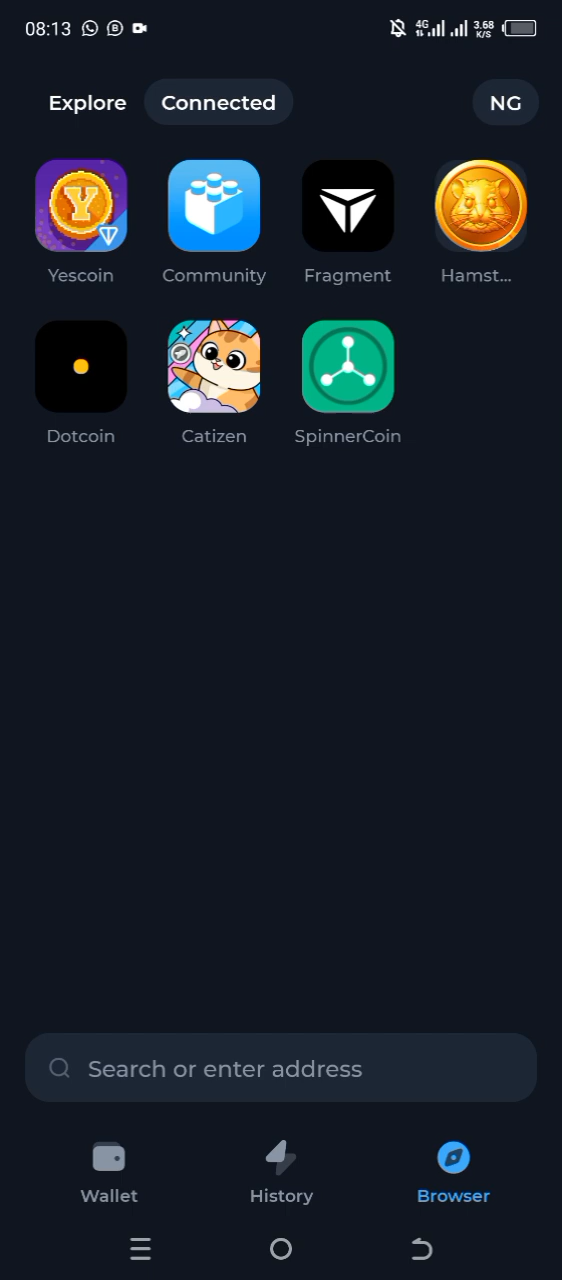 08:13
4G
3.68
K/S
Explore Connected NG
Y
Yescoin Community Fragment Hamst...
Dotcoin Catizen SpinnerCoin
Search or enter address
Wallet History Browser